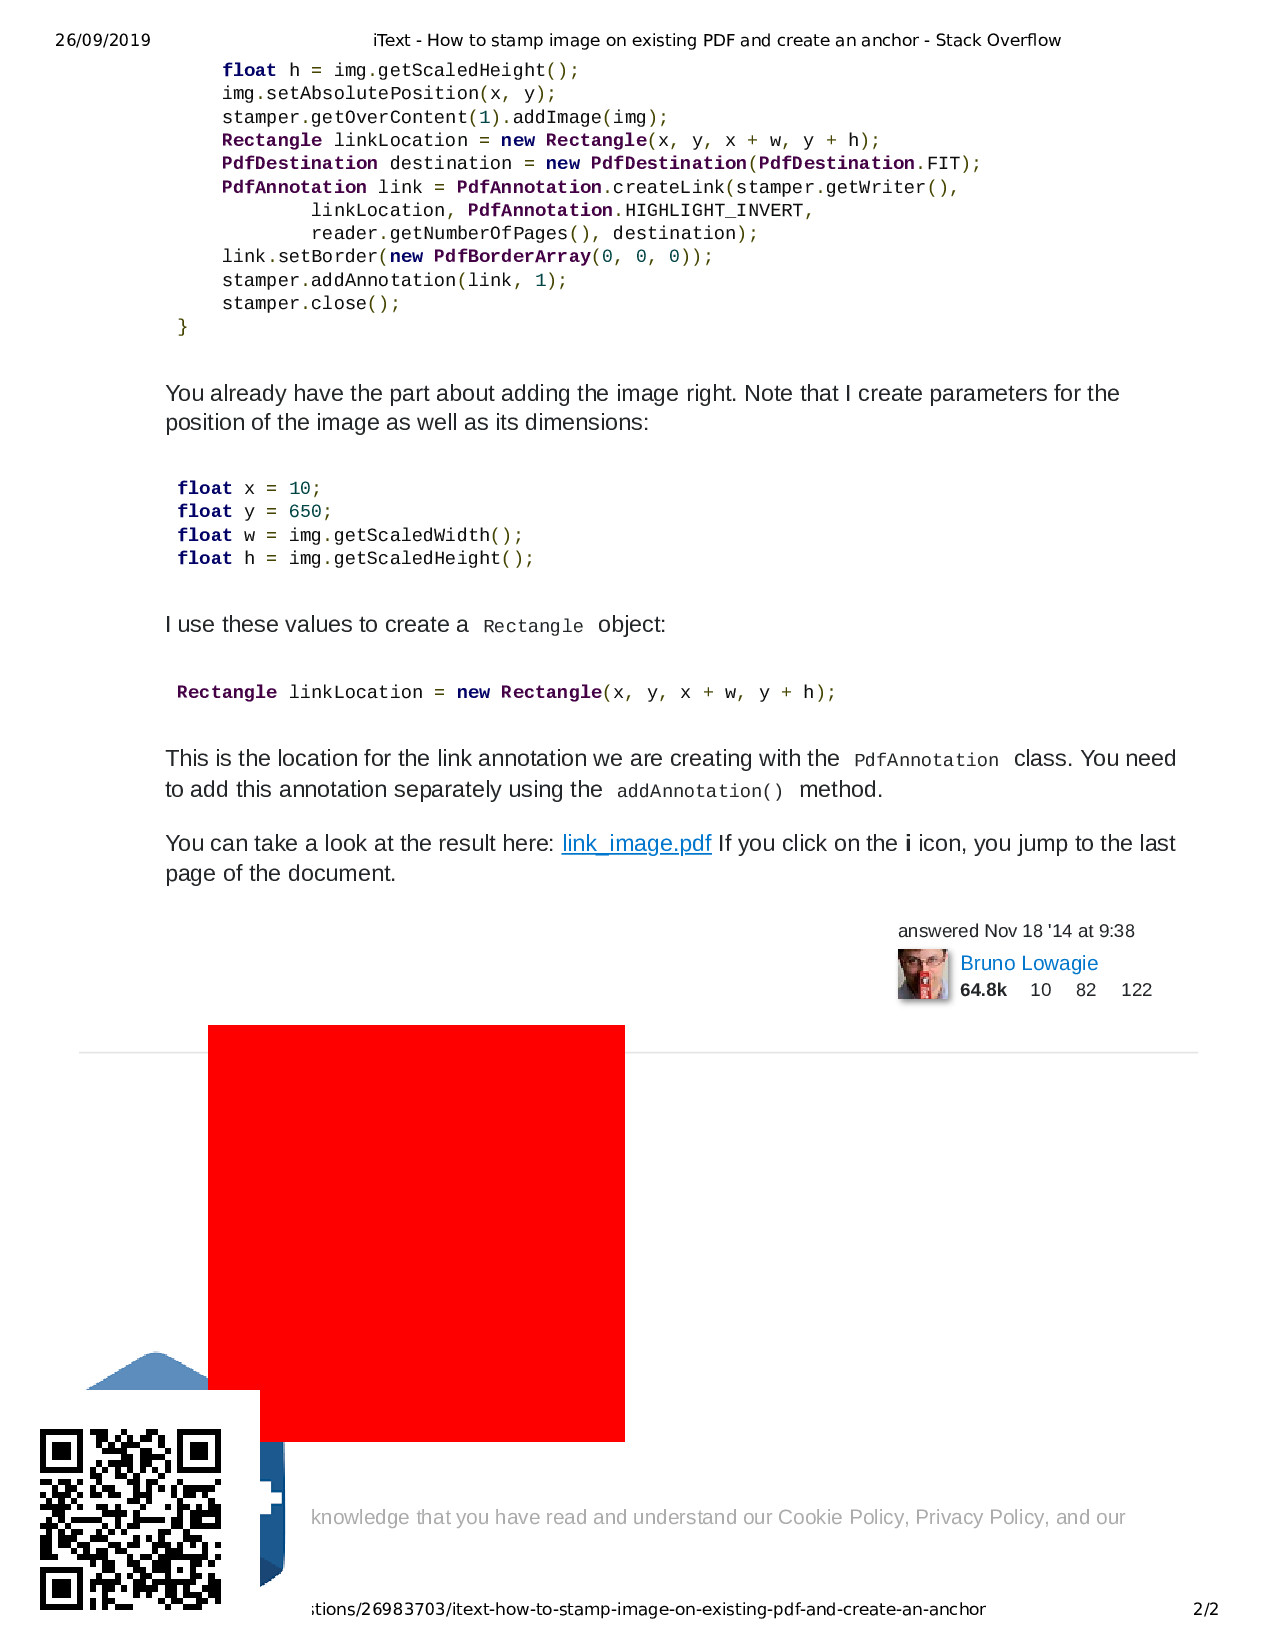 26/09/2019 iText - How to stamp image on existing PDF and create an anchor - Stack Overflow
float h = img.getScaledHeight();
img.setAbsolutePosition(x, y);
stamper.getOverContent(1).addImage(img);
Rectangle linkLocation = new Rectangle(x, y, x + w, y + h);
PdfDestination destination = new PdfDestination(PdfDestination.FIT);
PdfAnnotation link = PdfAnnotation.createLink(stamper.getWriter(),
linkLocation, PdfAnnotation.HIGHLIGHT_INVERT,
reader.getNumberOfPages(), destination);
link.setBorder(new PdfBorderArray(0, 0, 0));
stamper.addAnnotation(link, 1);
stamper.close();
}
You already have the part about adding the image right. Note that I create parameters for the
position of the image as well as its dimensions:
float x = 10;
float y = 650;
float w = img.getScaledWidth();
float h = img.getScaledHeight();
I use these values to create a Rectangle object:
Rectangle linkLocation = new Rectangle(x, y, x + w, y + h);
This is the location for the link annotation we are creating with the PdfAnnotation class. You need
to add this annotation separately using the addAnnotation() method.
You can take a look at the result here: link_image.pdf If you click on the i icon, you jump to the last
page of the document.
answered Nov 18 '14 at 9:38
Bruno Lowagie
64.8k 10 82 122
knowledge that you have read and understand our Cookie Policy, Privacy Policy, and our
tions/26983703/itext-how-to-stamp-image-on-existing-pdf-and-create-an-anchor 2/2